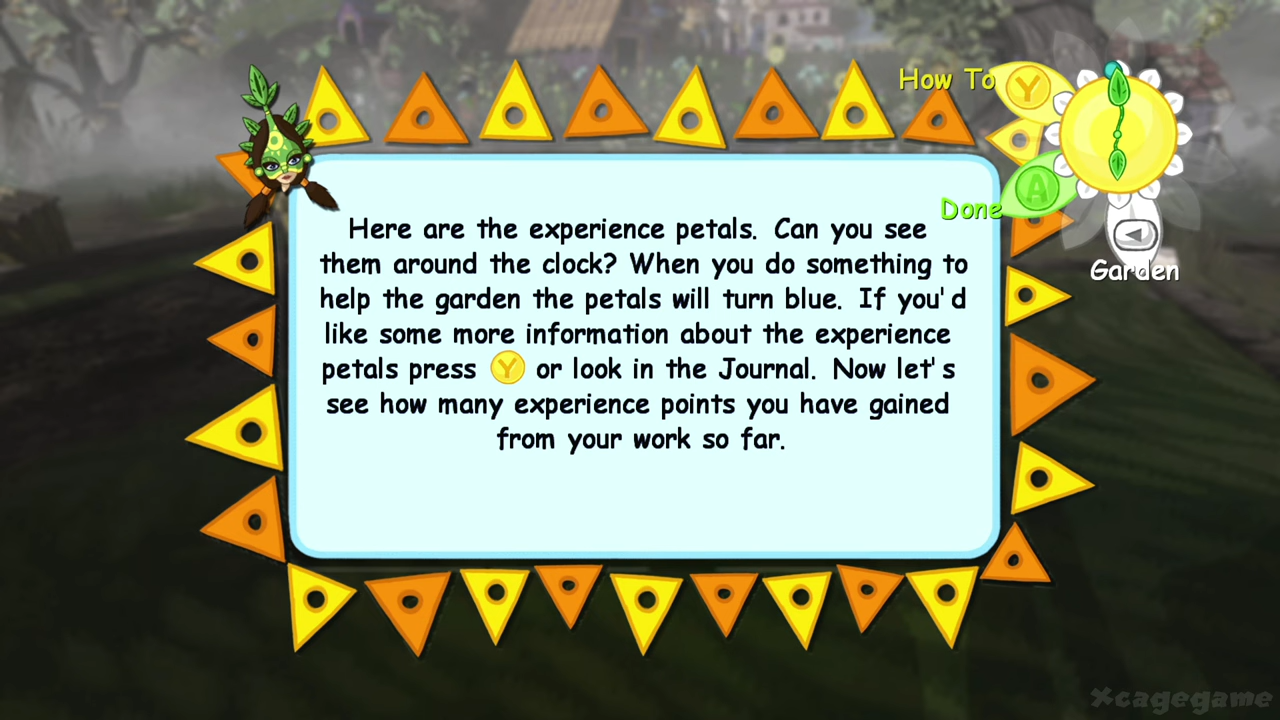 How To Y
Here are the experience petals. Can you see
them around the clock? When you do something to
help the garden the petals will turn blue. If you'd
like some more information about the experience
petals press Y or look in the Journal. Now let's
see how many experience points you have gained
from your work so far.
A
Done
Garden
Xcagegame